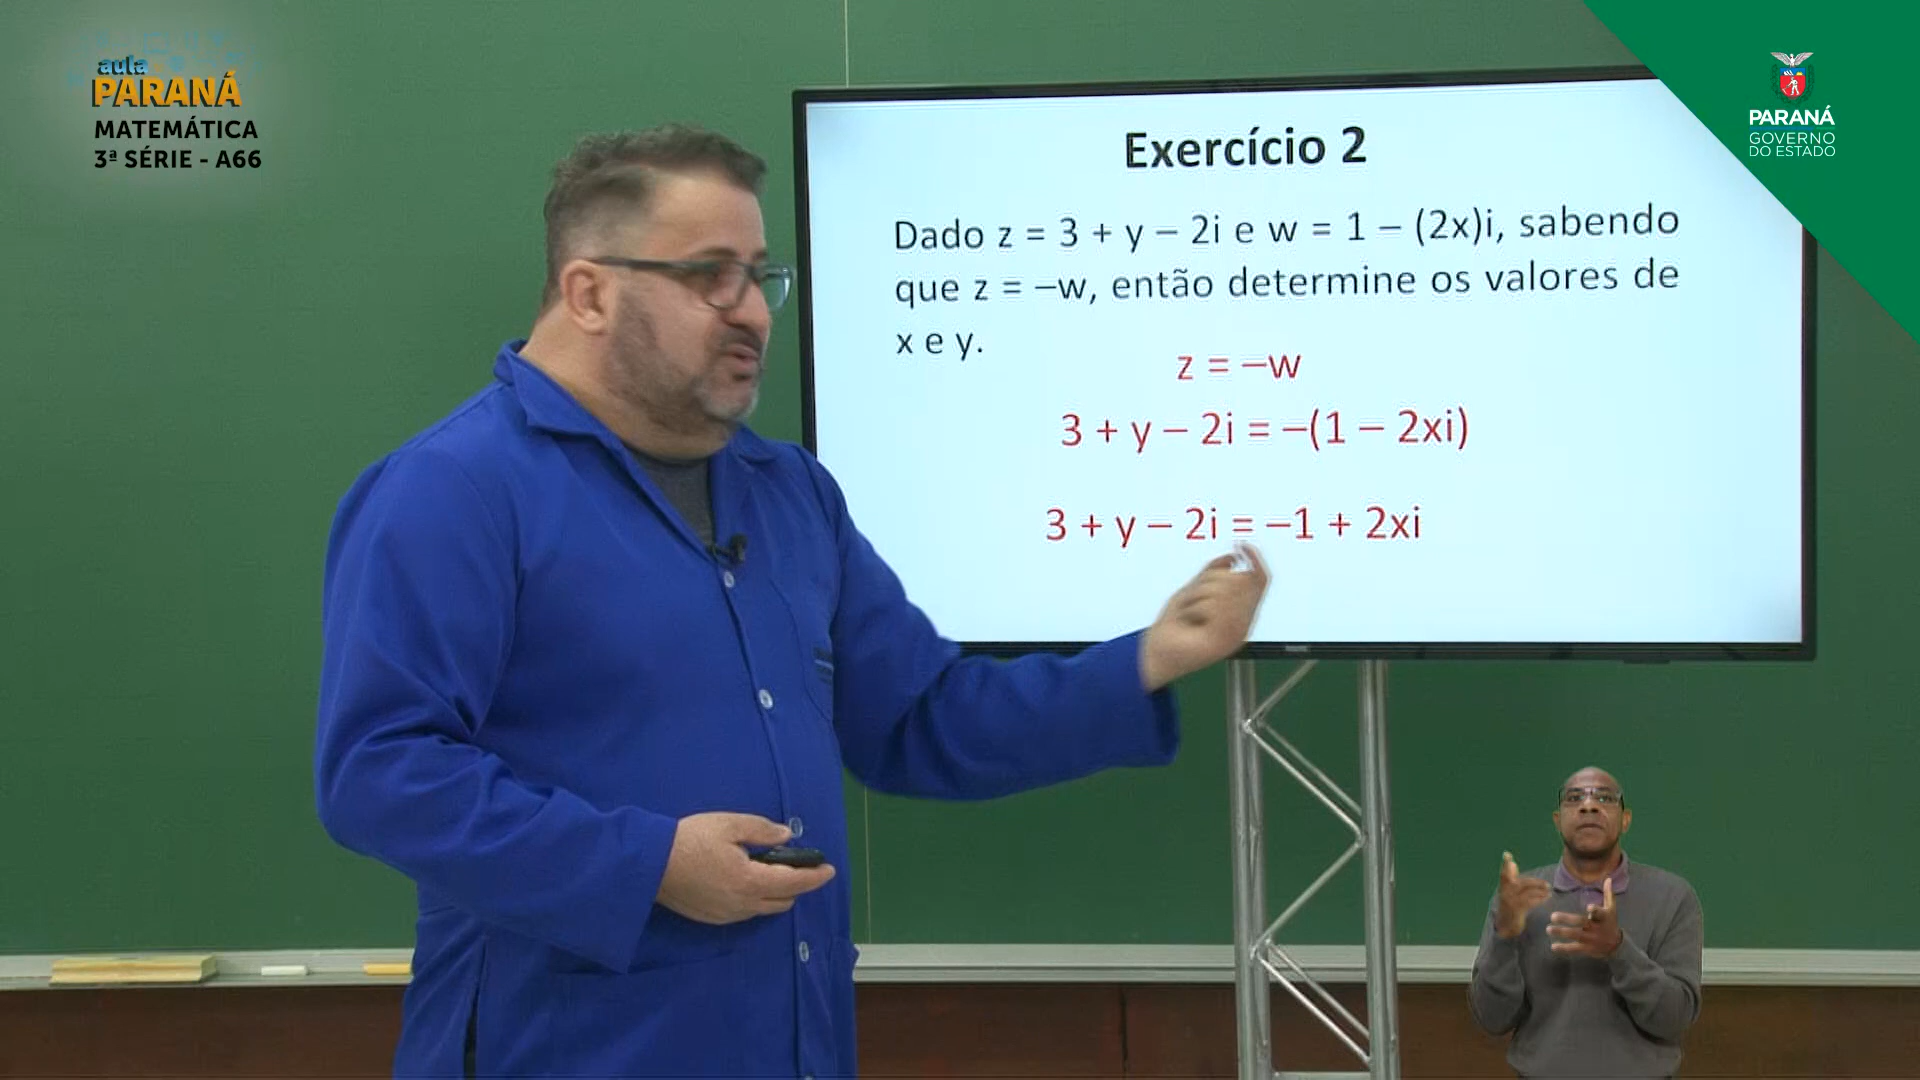 aula
PARANÁ
MATEMÁTICA
3ª SÉRIE - A66
PARANÁ
GOVERNO
DO ESTADO
Exercício 2
Dado z = 3 + y – 2i e w = 1 – (2x)i, sabendo
que z = –w, então determine os valores de
x e y.
z = –w
3 + y – 2i = –(1 – 2xi)
3 + y – 2i = –1 + 2xi